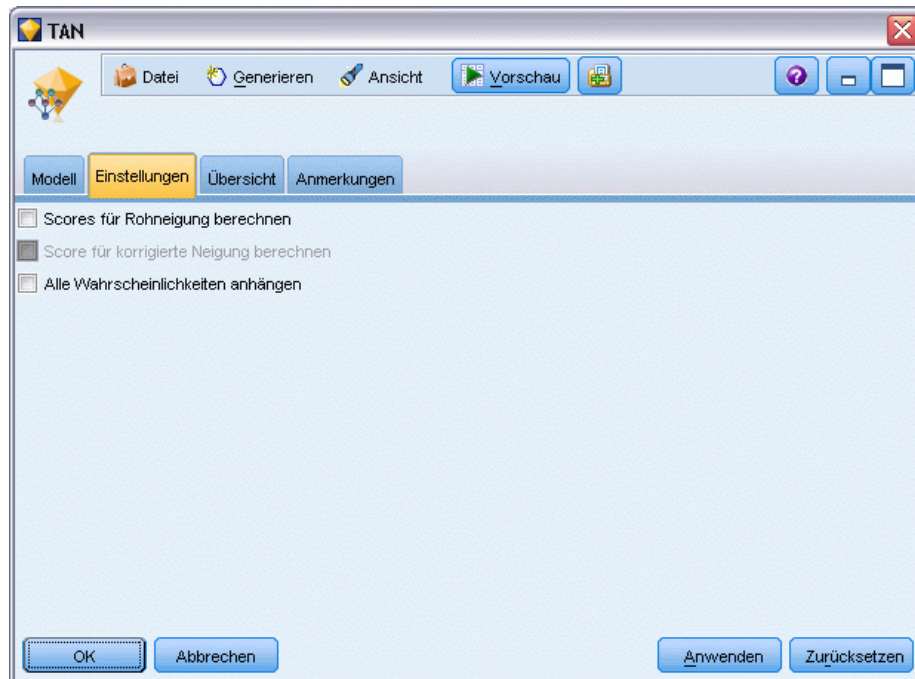 TAN
Datei Generieren Ansicht Vorschau
Modell Einstellungen Übersicht Anmerkungen
Scores für Rohneigung berechnen
Score für korrigierte Neigung berechnen
Alle Wahrscheinlichkeiten anhängen
OK Abbrechen Anwenden Zurücksetzen